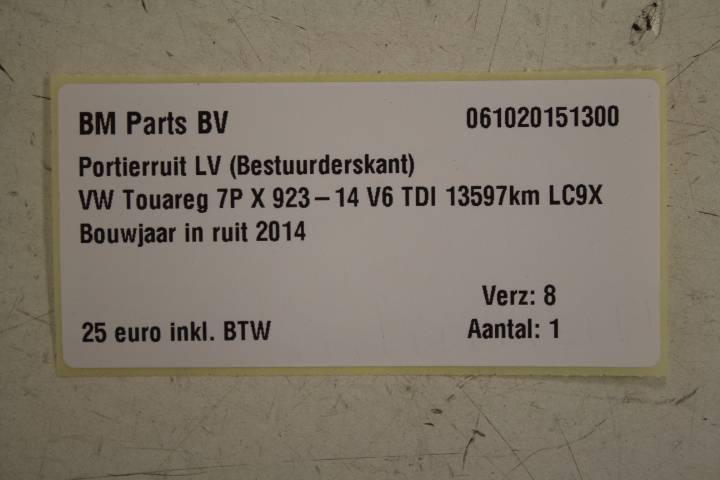 BM Parts BV 061020151300
Portierruit LV (Bestuurderskant)
VW Touareg 7P X 923 – 14 V6 TDI 13597km LC9X
Bouwjaar in ruit 2014
Verz: 8
25 euro inkl. BTW Aantal: 1